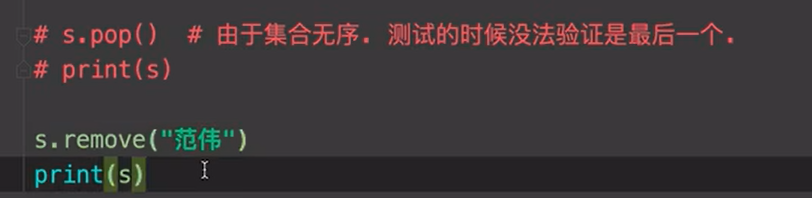 # s.pop()  # 由于集合无序. 测试的时候没法验证是最后一个.
# print(s)
s.remove("范伟")
print(s)